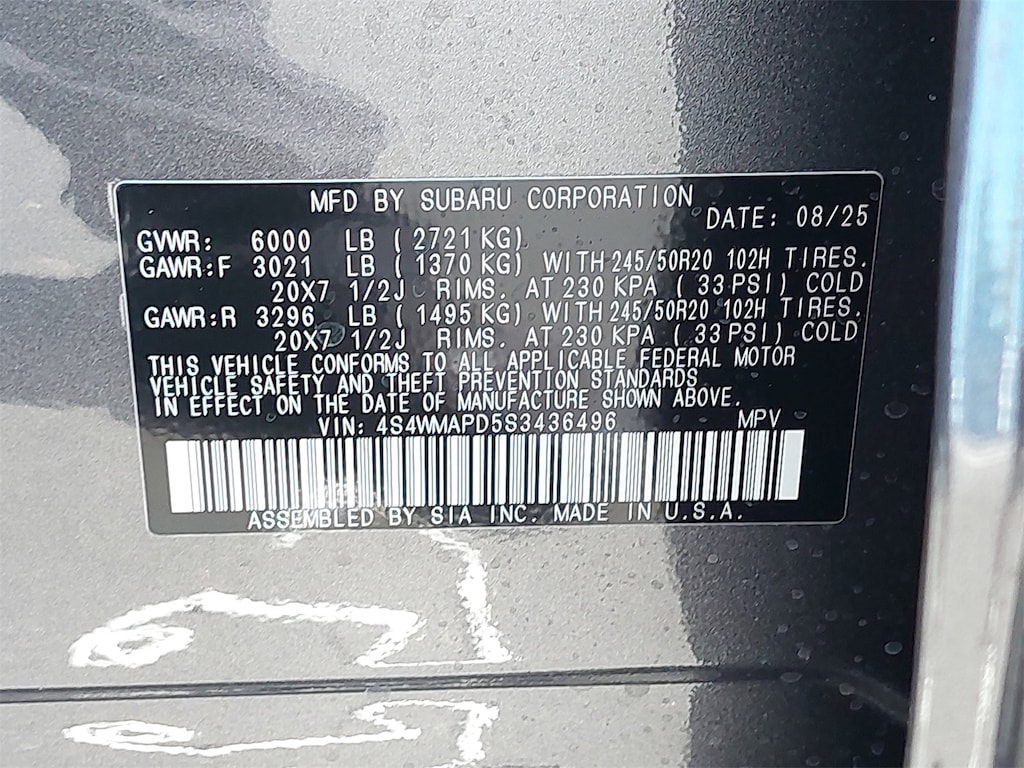 MFD BY SUBARU CORPORATION
DATE: 08/25
GVWR: 6000 LB ( 2721 KG)
GAWR:F 3021 LB ( 1370 KG) WITH 245/50R20 102H TIRES.
20X7 1/2J RIMS. AT 230 KPA ( 33 PSI) COLD
GAWR:R 3296 LB ( 1495 KG) WITH 245/50R20 102H TIRES.
20X7 1/2J RIMS. AT 230 KPA ( 33 PSI) COLD
THIS VEHICLE CONFORMS TO ALL APPLICABLE FEDERAL MOTOR
VEHICLE SAFETY AND THEFT PREVENTION STANDARDS
IN EFFECT ON THE DATE OF MANUFACTURE SHOWN ABOVE.
VIN: 4S4WMAPD5S3436496 MPV
ASSEMBLED BY SIA INC. MADE IN U.S.A.